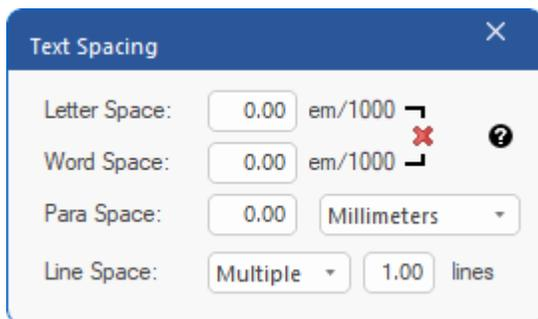 Text Spacing
Letter Space: 0.00 em/1000
Word Space: 0.00 em/1000
Para Space: 0.00 Millimeters
Line Space: Multiple 1.00 lines